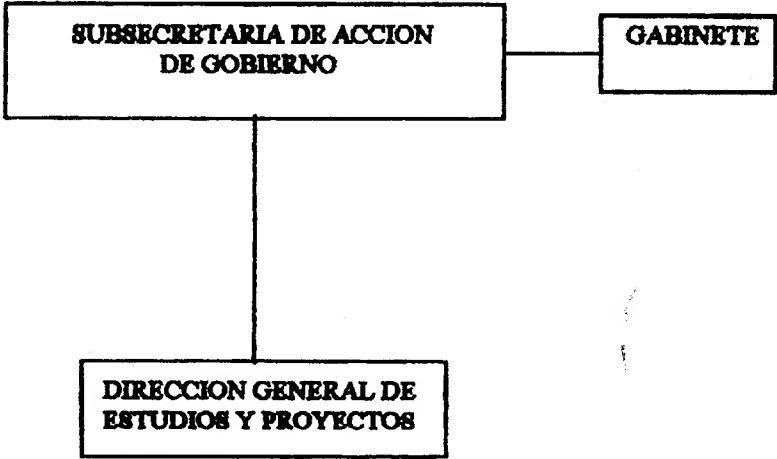 SUBSECRETARIA DE ACCION
DE GOBIERNO
GABINETE
DIRECCION GENERAL DE
ESTUDIOS Y PROYECTOS